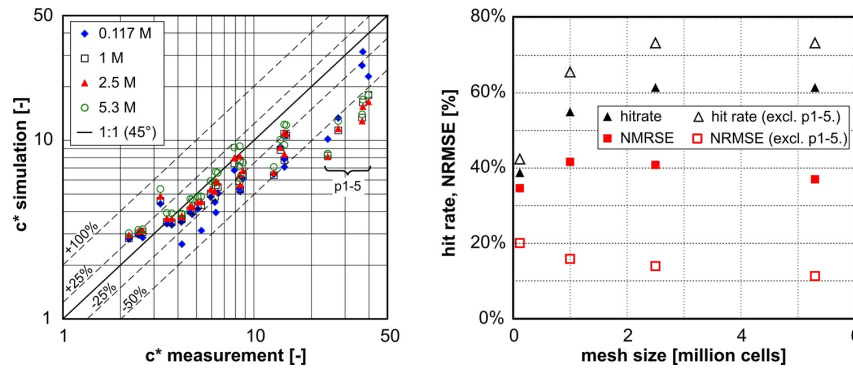 50
10
1
c* simulation [-]
0.117 M
1 M
2.5 M
5.3 M
1:1 (45°)
+100%
+25%
-25%
-50%
p1-5
1
10
50
c* measurement [-]
80%
60%
40%
20%
0%
hit rate, NRMSE [%]
hitrate
hit rate (excl. p1-5.)
NMRSE
NRMSE (excl. p1-5.)
0
2
4
6
mesh size [million cells]